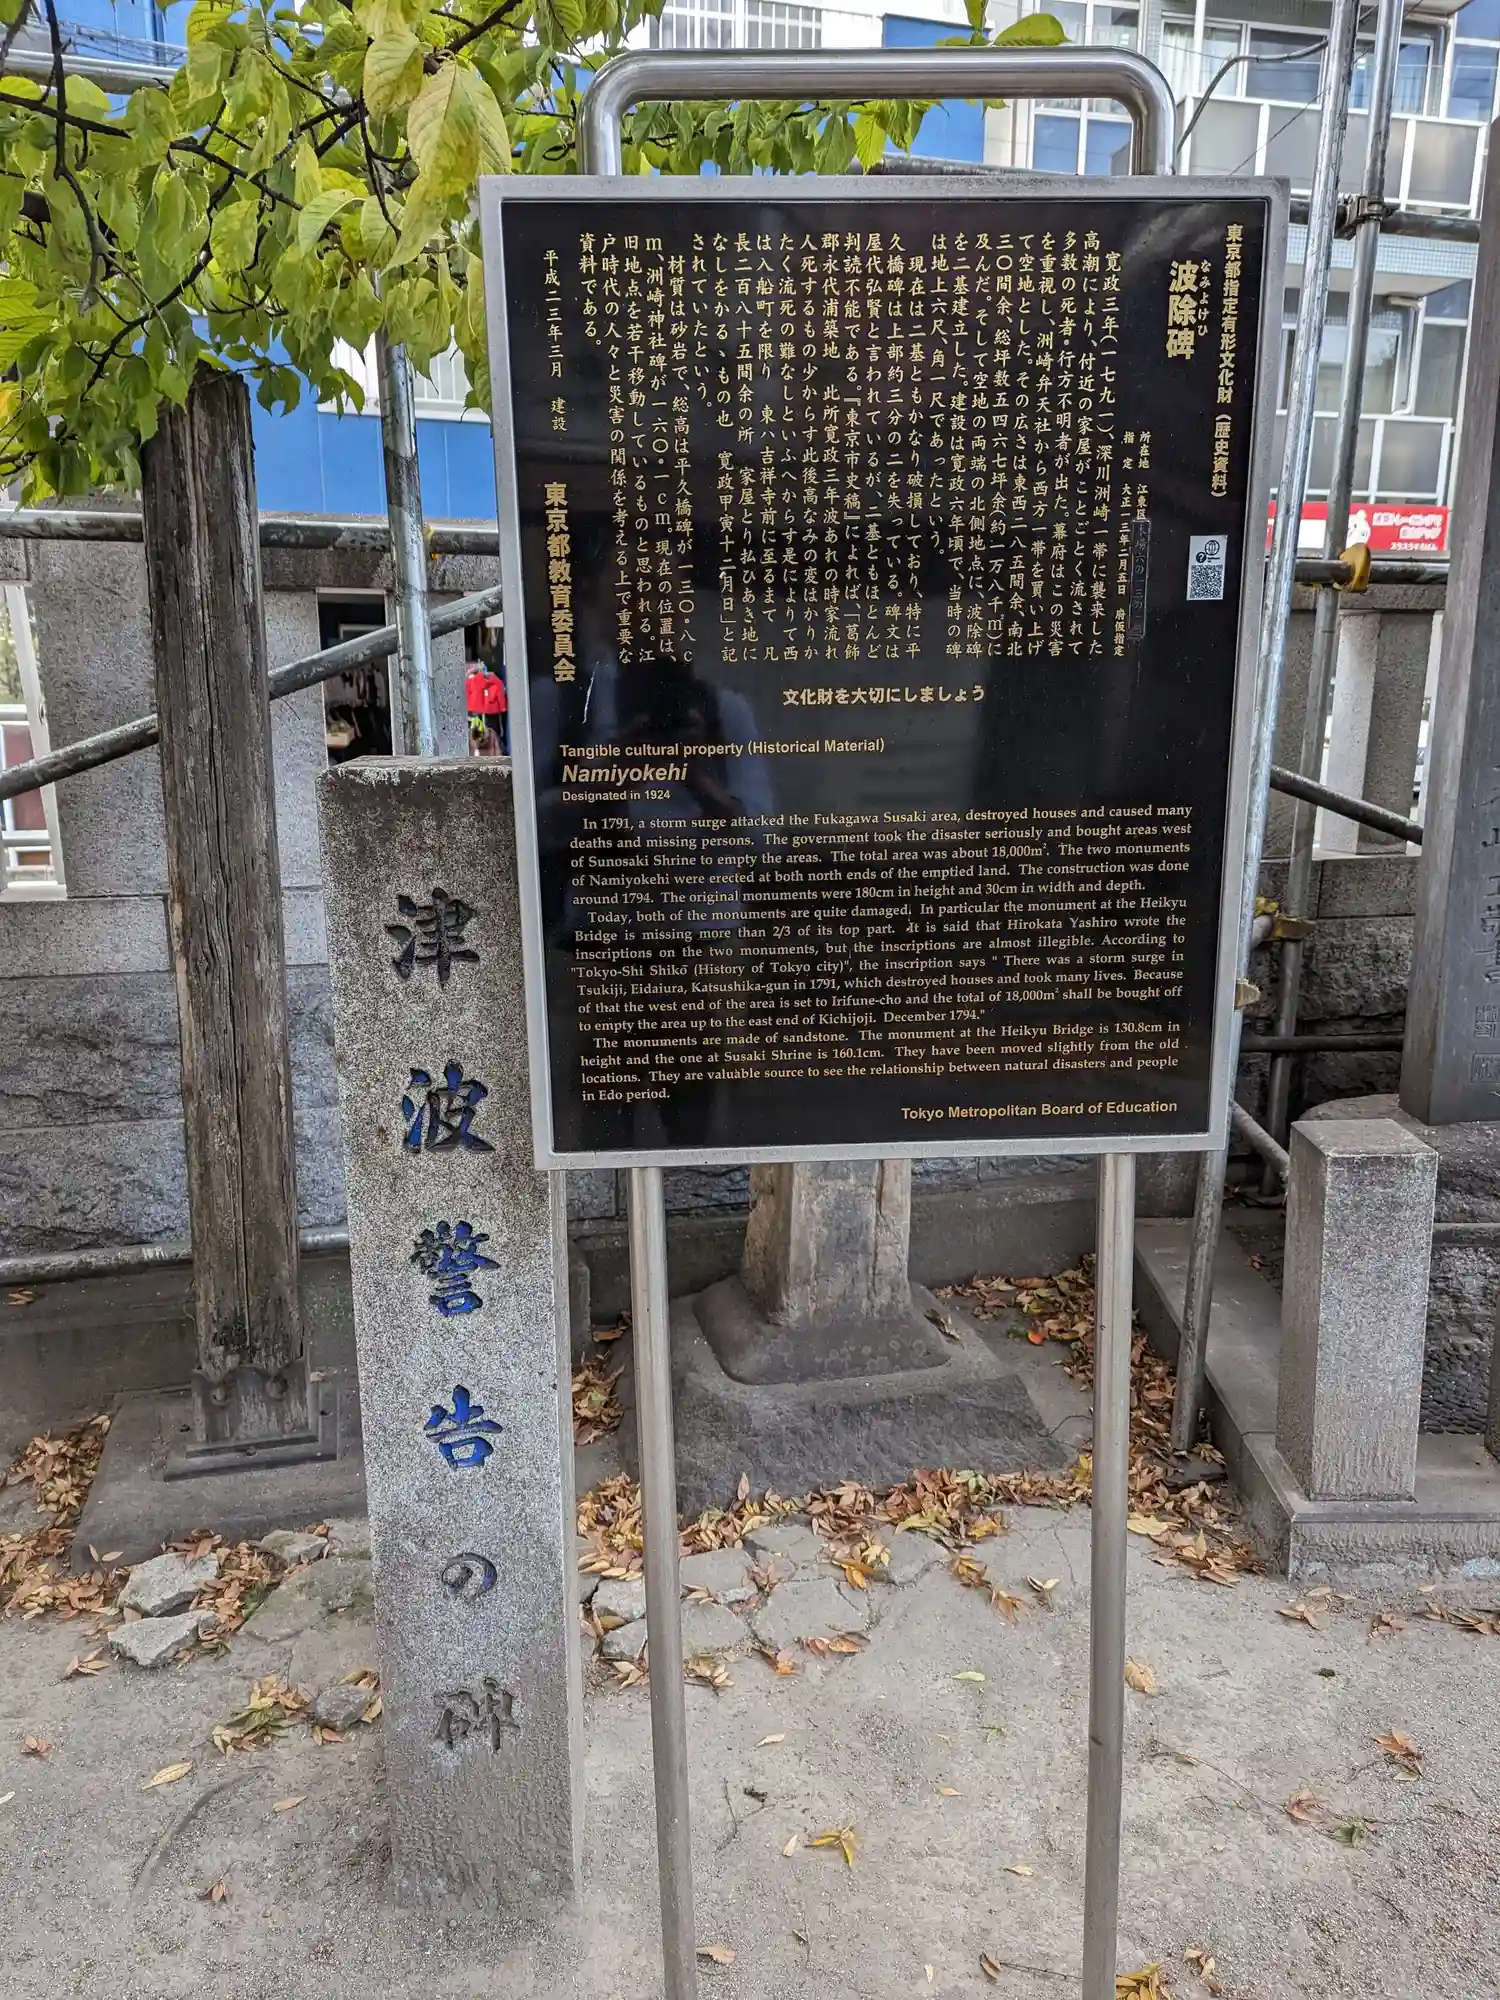 東京都指定有形文化財(歴史資料)
なみよけひ
波除碑
所在地 江東区木場六の一三
指定 大正一三年二月五日 府仮指定
寛政三年(一七九一)、深川洲崎一帯に襲来した
高潮により、付近の家屋がことごとく流されて
多数の死者・行方不明者が出た。幕府はこの災害
を重視し、洲崎弁天社から西方一帯を買い上げ
て空地とした。その広さは東西二八五間余、南北
三〇間余、総坪数五四六七坪余(約一万八千㎡)に
及んだ。そして空地の両端の北側地点に、波除碑
を二基建立した。建設は寛政六年頃で、当時の碑
は地上六尺、角一尺であったという。
現在は二基ともかなり破損しており、特に平
久橋碑は上部約三分の二を失っている。碑文は
屋代弘賢と言われているが、二基ともほとんど
判読不能である。『東京市史稿』によれば、「葛飾
郡永代浦築地 此所寛政三年波あれの時家流れ
人死するもの少からす此後高なみの変はかりか
たく流死の難なしといふへからす是によりて西
は入船町を限り 東ハ吉祥寺前に至るまて 凡
長二百八十五間余の所 家屋とり払ひあき地に
なしをかるゝもの也 寛政甲寅十二月日」と記
されていたという。
材質は砂岩で、総高は平久橋碑が一三〇・八c
m、洲崎神社碑が一六〇・一cm。現在の位置は、
旧地点を若干移動しているものと思われる。江
戸時代の人々と災害の関係を考える上で重要な
資料である。
平成二三年三月 建設
東京都教育委員会
文化財を大切にしましょう
Tangible cultural property (Historical Material)
Namiyokehi
Designated in 1924
In 1791, a storm surge attacked the Fukagawa Susaki area, destroyed houses and caused many
deaths and missing persons. The government took the disaster seriously and bought areas west
of Sunosaki Shrine to empty the areas. The total area was about 18,000m². The two monuments
of Namiyokehi were erected at both north ends of the emptied land. The construction was done
around 1794. The original monuments were 180cm in height and 30cm in width and depth.
Today, both of the monuments are quite damaged. In particular the monument at the Heikyu
Bridge is missing more than 2/3 of its top part. It is said that Hirokata Yashiro wrote the
inscriptions on the two monuments, but the inscriptions are almost illegible. According to
"Tokyo-Shi Shiko (History of Tokyo city)", the inscription says " There was a storm surge in
Tsukiji, Eidaiura, Katsushika-gun in 1791, which destroyed houses and took many lives. Because
of that the west end of the area is set to Irifune-cho and the total of 18,000m² shall be bought off
to empty the area up to the east end of Kichijoji. December 1794."
The monuments are made of sandstone. The monument at the Heikyu Bridge is 130.8cm in
height and the one at Susaki Shrine is 160.1cm. They have been moved slightly from the old
locations. They are valuable source to see the relationship between natural disasters and people
in Edo period.
Tokyo Metropolitan Board of Education
津波警告の碑